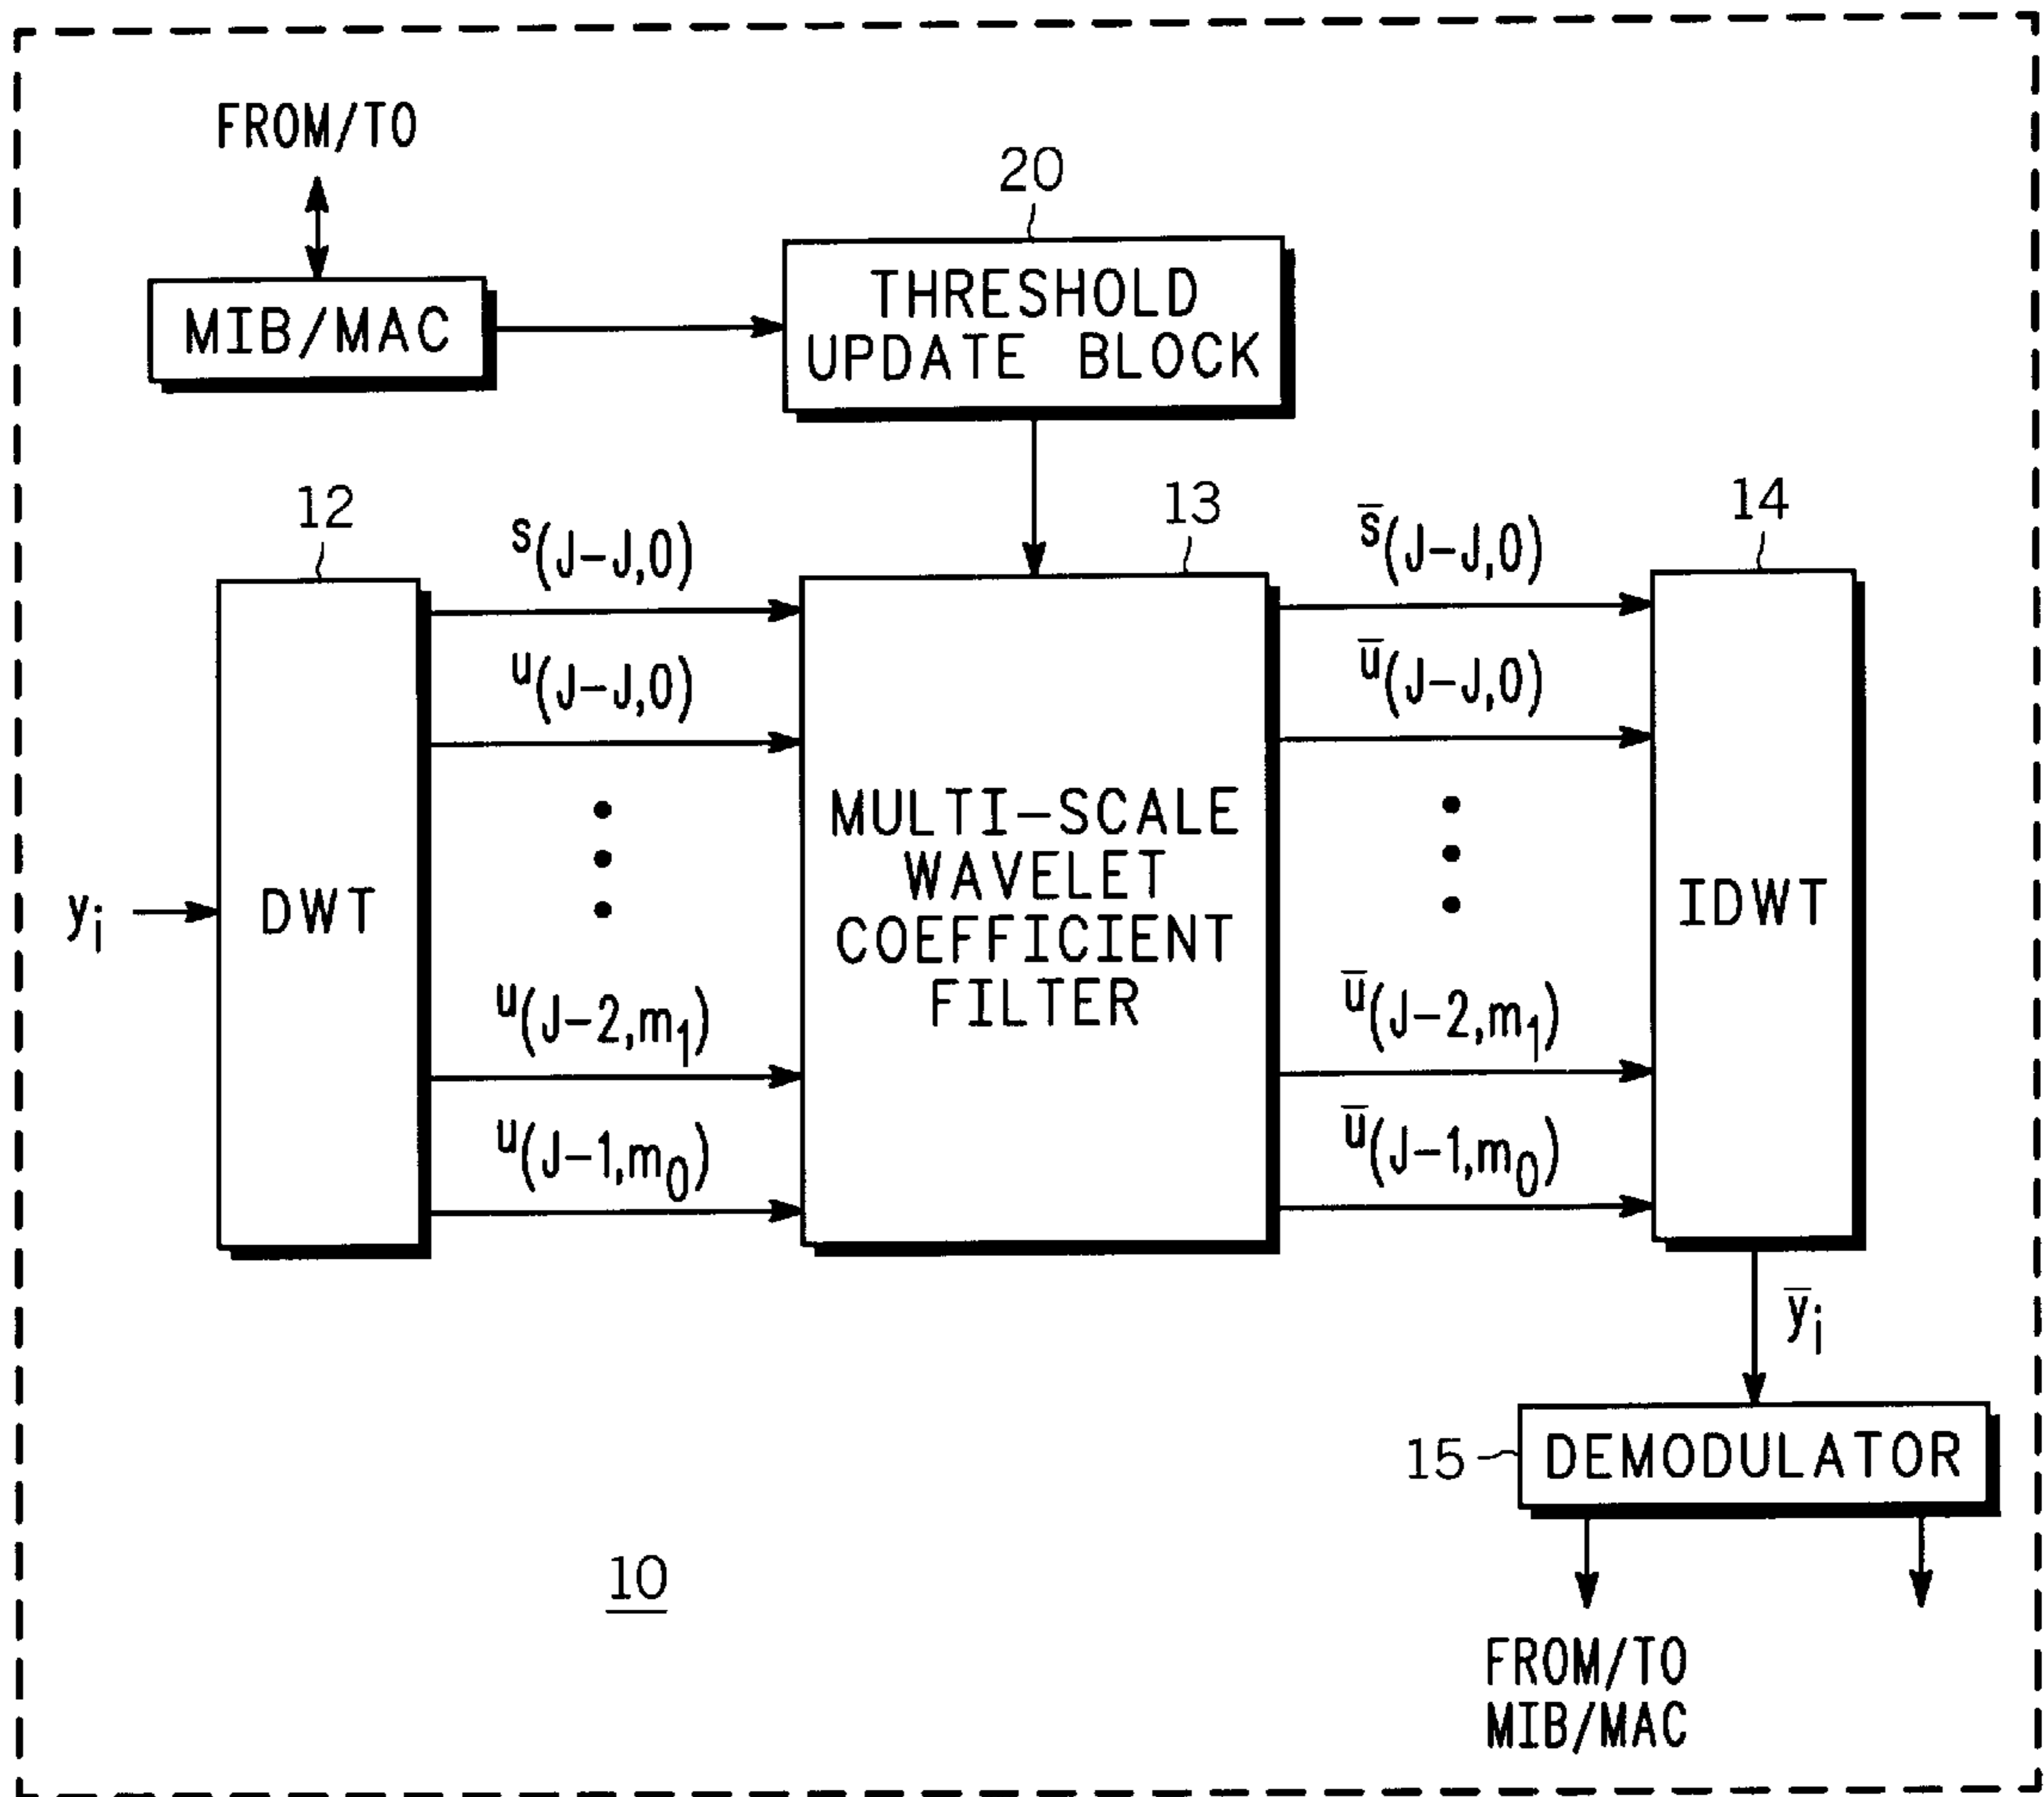 FROM/TO
20
MIB/MAC
THRESHOLD
UPDATE BLOCK
12
s(J-J,0)
13
s̅(J-J,0)
14
u(J-J,0)
u̅(J-J,0)
yi
DWT
MULTI-SCALE
WAVELET
COEFFICIENT
FILTER
IDWT
u(J-2,m1)
u̅(J-2,m1)
u(J-1,m0)
u̅(J-1,m0)
y̅i
15
DEMODULATOR
10
FROM/TO
MIB/MAC